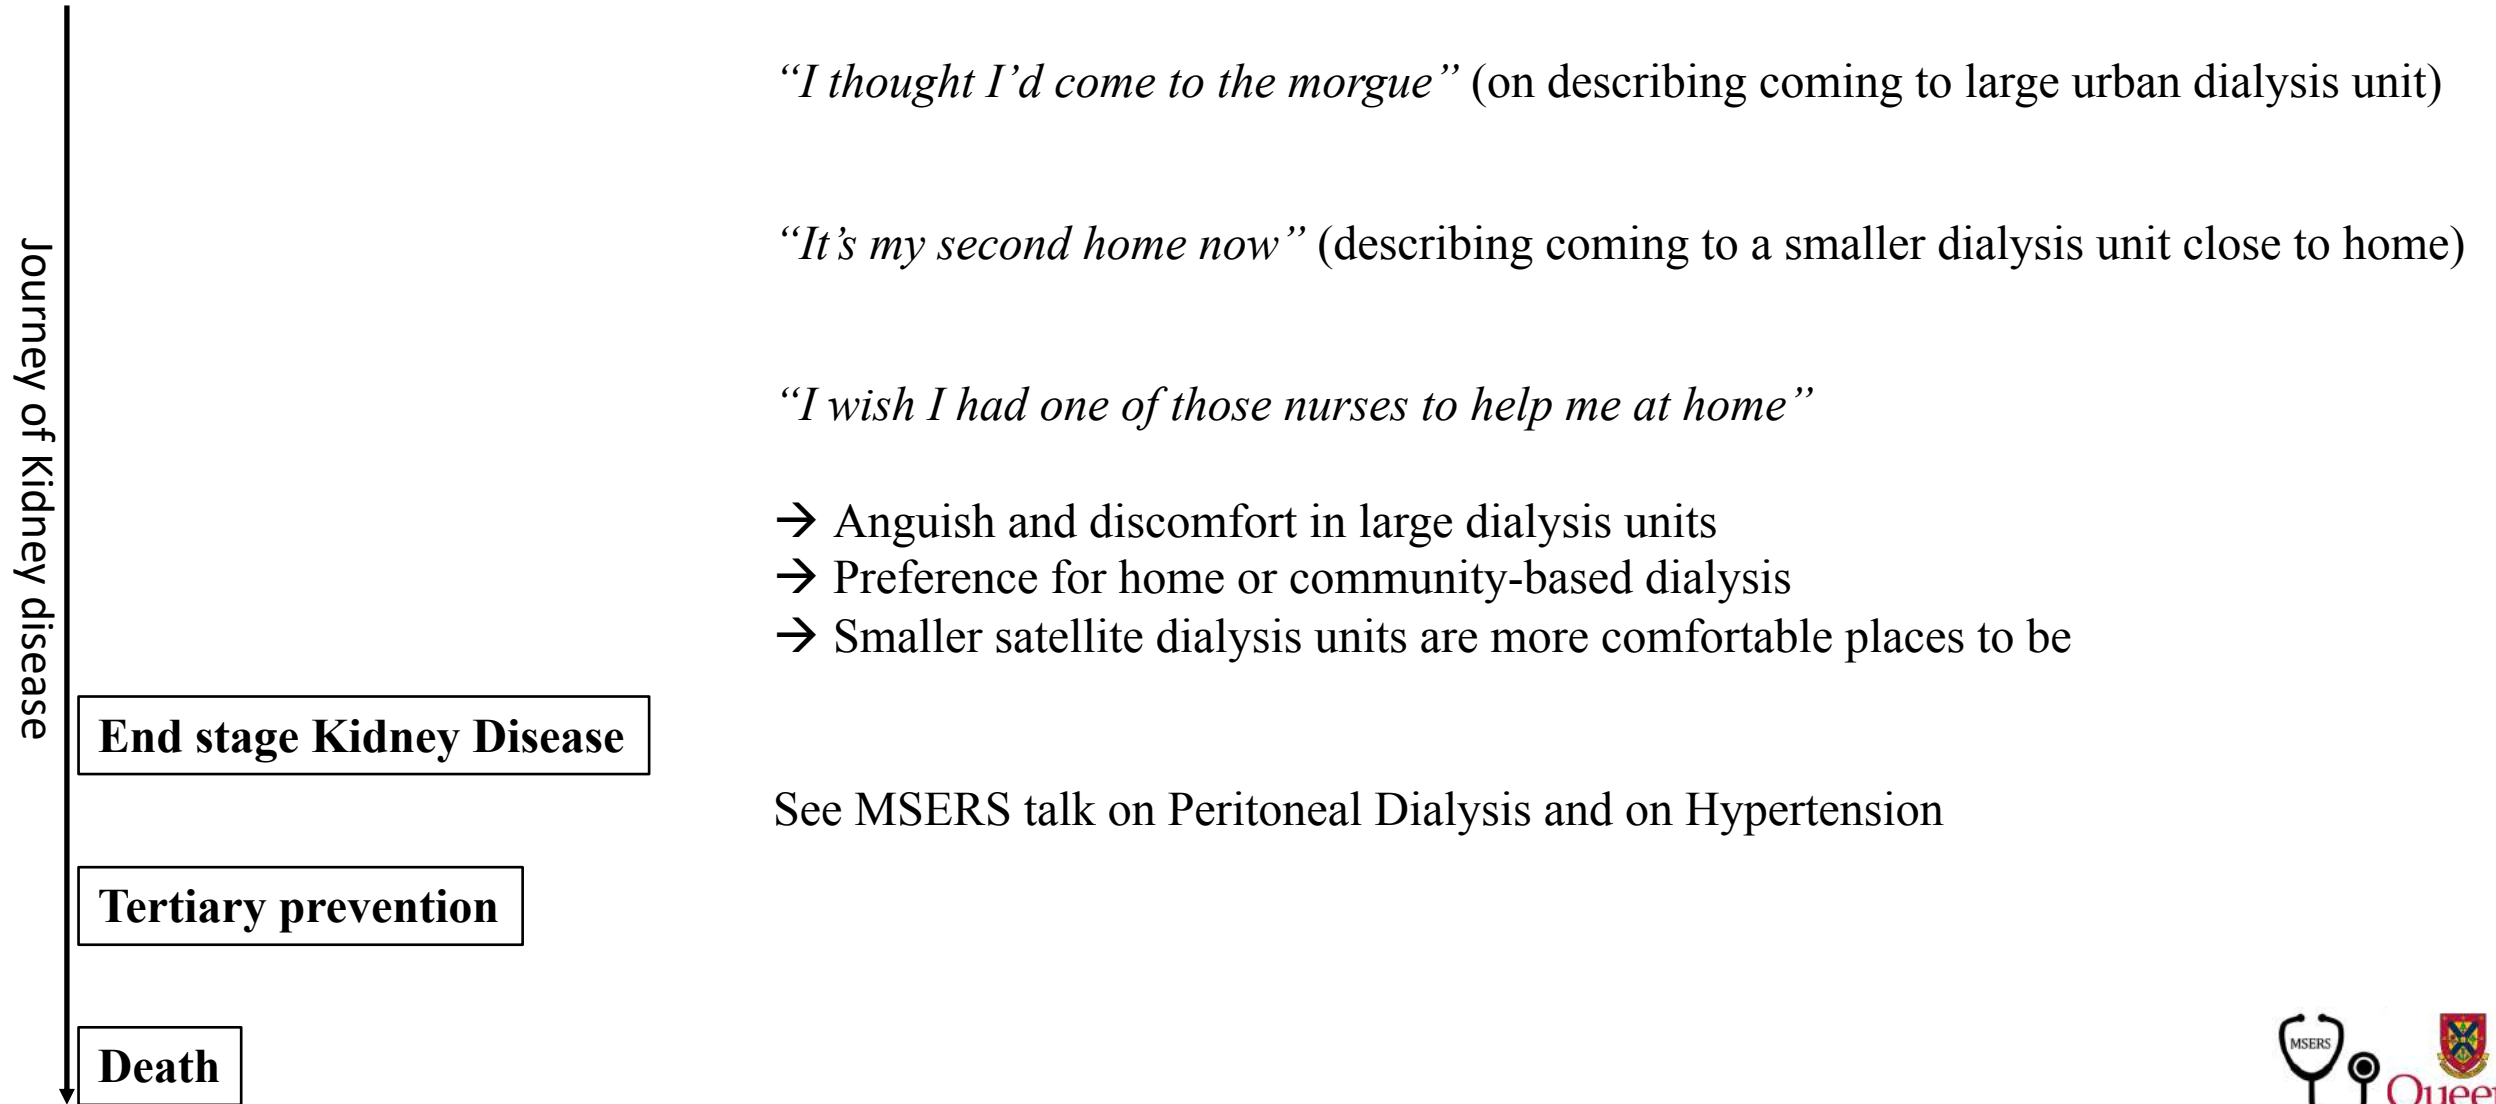 “I thought I’d come to the morgue” (on describing coming to large urban dialysis unit)
“It’s my second home now” (describing coming to a smaller dialysis unit close to home)
“I wish I had one of those nurses to help me at home”
→ Anguish and discomfort in large dialysis units
→ Preference for home or community-based dialysis
→ Smaller satellite dialysis units are more comfortable places to be
Journey of Kidney disease
End stage Kidney Disease
See MSERS talk on Peritoneal Dialysis and on Hypertension
Tertiary prevention
Death
MSERS